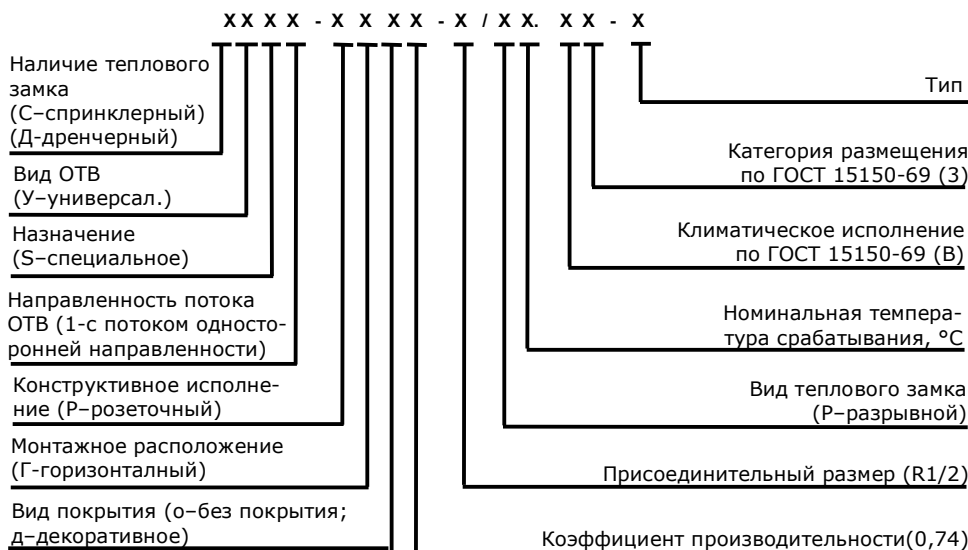 X X X X - X X X X - X / X X. X X - X
Наличие теплового
замка
(С–спринклерный)
(Д-дренчерный)
Вид ОТВ
(У–универсал.)
Назначение
(S–специальное)
Направленность потока
ОТВ (1-с потоком односто-
ронней направленности)
Конструктивное исполне-
ние (Р–розеточный)
Монтажное расположение
(Г-горизонталный)
Вид покрытия (о–без покрытия;
д–декоративное)
Тип
Категория размещения
по ГОСТ 15150-69 (3)
Климатическое исполнение
по ГОСТ 15150-69 (В)
Номинальная темпера-
тура срабатывания, °С
Вид теплового замка
(Р–разрывной)
Присоединительный размер (R1/2)
Коэффициент производительности(0,74)